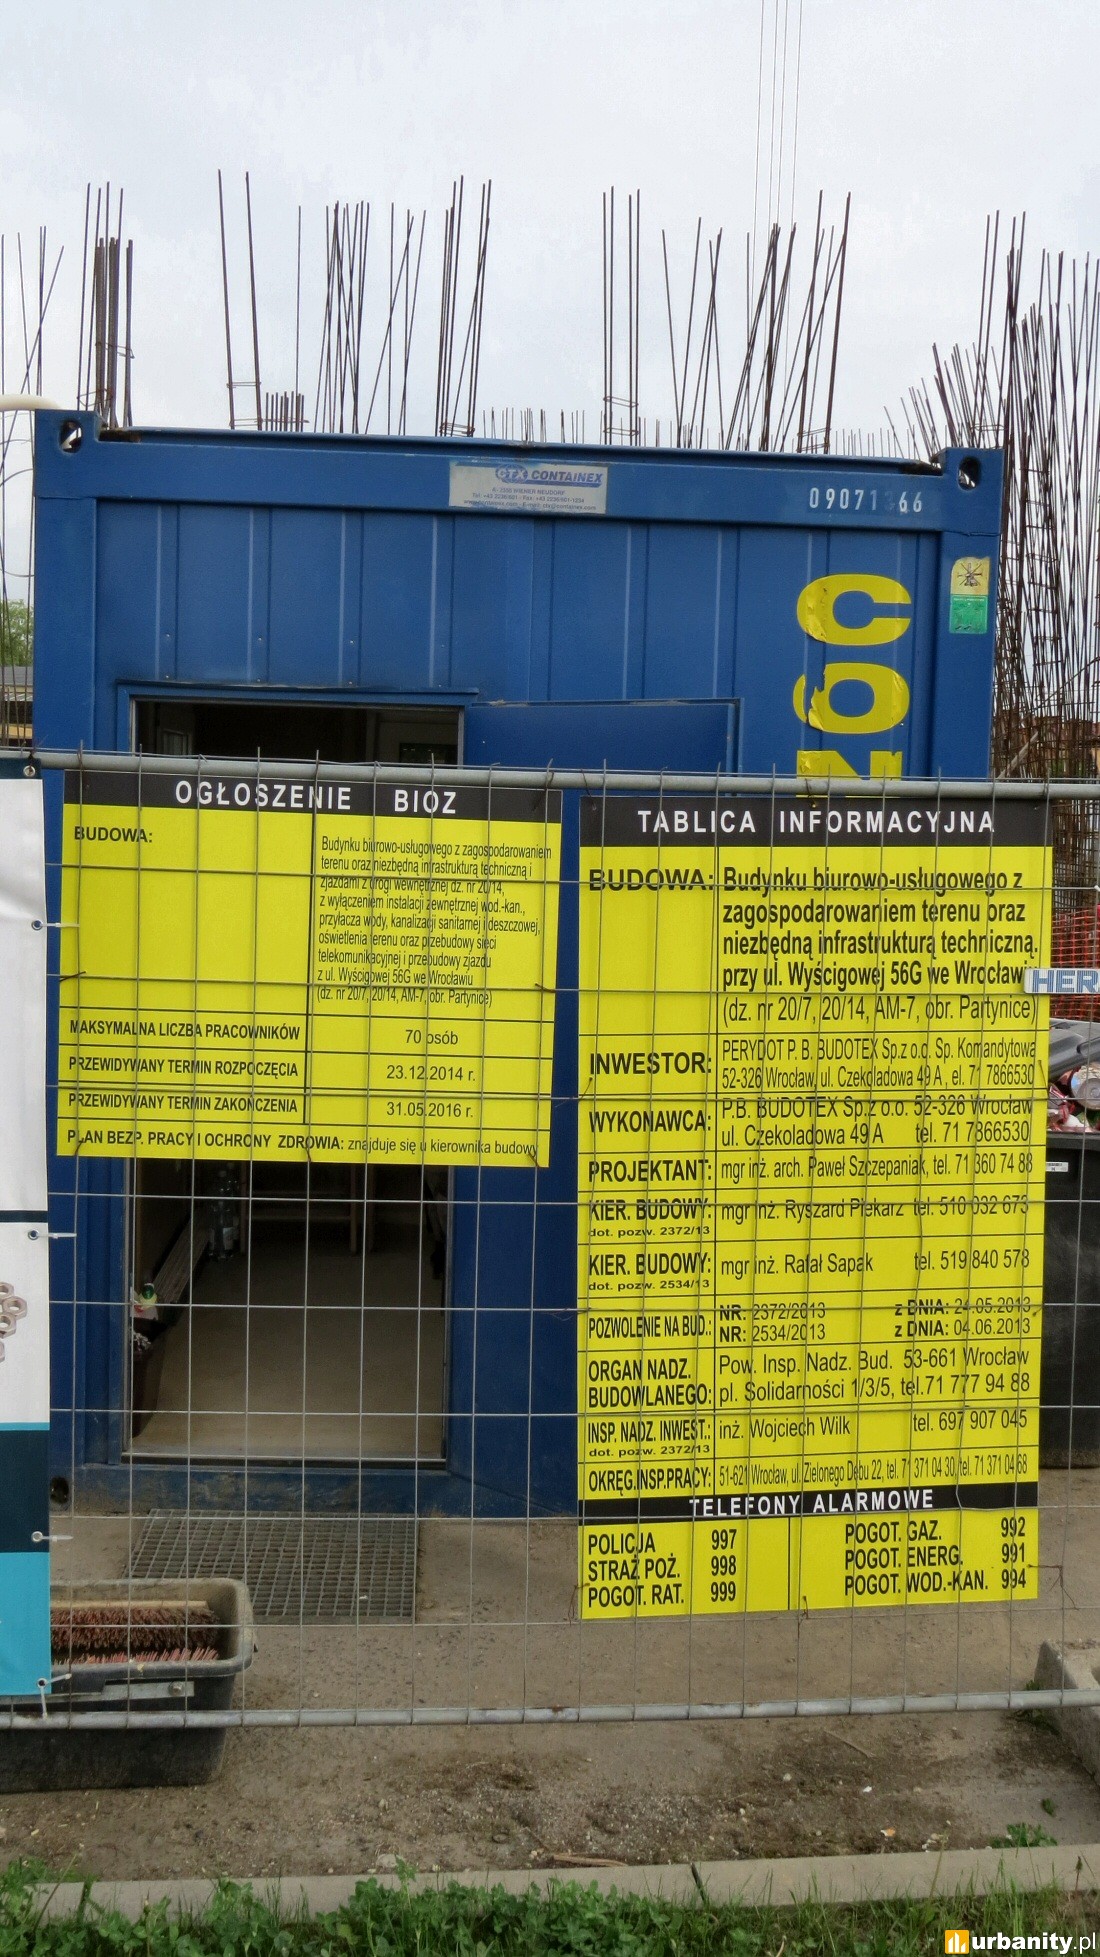 CTX CONTAINEX
A-2355 WIENER NEUDORF
09071 66
CON
OGŁOSZENIE BIOZ
BUDOWA:
Budynku biurowo-usługowego z zagospodarowaniem
terenu oraz niezbędną infrastrukturą techniczną i
zjazdami z drogi wewnętrznej dz. nr 20/14,
z wyłączeniem instalacji zewnętrznej wod.-kan.,
przyłącza wody, kanalizacji sanitarnej i deszczowej,
oświetlenia terenu oraz przebudowy sieci
telekomunikacyjnej i przebudowy zjazdu
z ul. Wyścigowej 56G we Wrocławiu
(dz. nr 20/7, 20/14, AM-7, obr. Partynice)
MAKSYMALNA LICZBA PRACOWNIKÓW 70 osób
PRZEWIDYWANY TERMIN ROZPOCZĘCIA 23.12.2014 r.
PRZEWIDYWANY TERMIN ZAKOŃCZENIA 31.05.2016 r.
PLAN BEZP. PRACY I OCHRONY ZDROWIA: znajduje się u kierownika budowy
TABLICA INFORMACYJNA
BUDOWA: Budynku biurowo-usługowego z
zagospodarowaniem terenu oraz
niezbędną infrastrukturą techniczną.
przy ul. Wyścigowej 56G we Wrocławiu
(dz. nr 20/7, 20/14, AM-7, obr. Partynice)
INWESTOR: PERYDOT P. B. BUDOTEX Sp.z o.o. Sp. Komandytowa
52-326 Wrocław, ul. Czekoladowa 49 A, el. 71 7866530
WYKONAWCA: P.B. BUDOTEX Sp.z o.o. 52-326 Wrocław
ul. Czekoladowa 49 A tel. 71 7866530
PROJEKTANT: mgr inż. arch. Paweł Szczepaniak, tel. 71 360 74 88
KIER. BUDOWY: mgr inż. Ryszard Piekarz tel. 510 032 673
dot. pozw. 2372/13
KIER. BUDOWY: mgr inż. Rafał Sapak tel. 519 840 578
dot. pozw. 2534/13
POZWOLENIE NA BUD.: NR: 2372/2013 z DNIA: 24.05.2013
NR: 2534/2013 z DNIA: 04.06.2013
ORGAN NADZ. Pow. Insp. Nadz. Bud. 53-661 Wrocław
BUDOWLANEGO: pl. Solidarności 1/3/5, tel.71 777 94 88
INSP. NADZ. INWEST.: inż. Wojciech Wilk tel. 697 907 045
dot. pozw. 2372/13
OKRĘG.INSP.PRACY: 51-621 Wrocław, ul. Zielonego Dębu 22, tel. 71 371 04 30, tel. 71 371 04 68
TELEFONY ALARMOWE
POLICJA 997 POGOT. GAZ. 992
STRAŻ POŻ. 998 POGOT. ENERG. 991
POGOT. RAT. 999 POGOT. WOD.-KAN. 994
HER
urbanity.pl